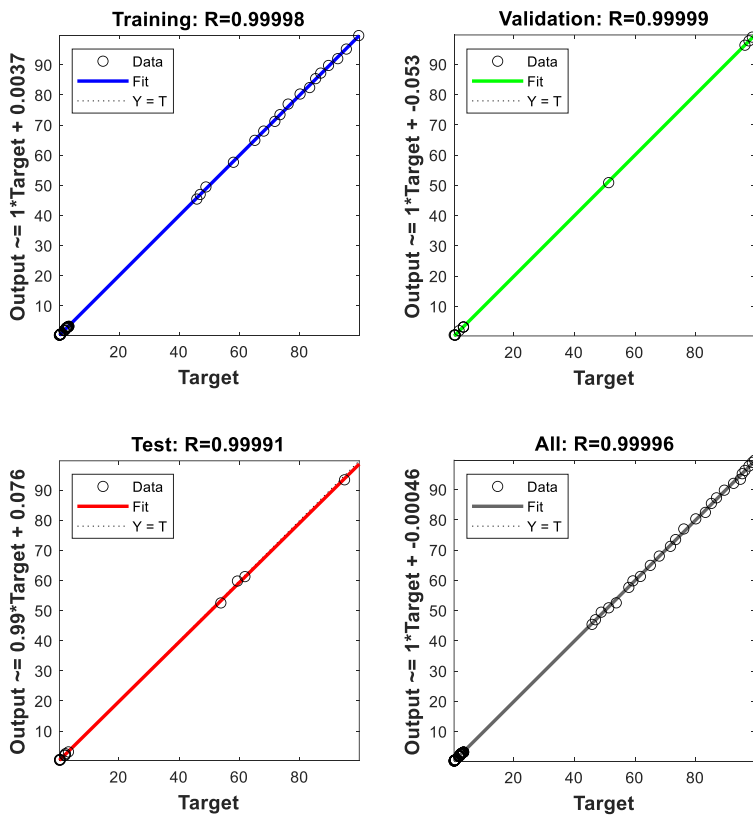 Training: R=0.99998
Output ~= 1*Target + 0.0037
90
80
70
60
50
40
30
20
10
Data
Fit
Y = T
20
40
60
80
Target
Validation: R=0.99999
Output ~= 1*Target + -0.053
90
80
70
60
50
40
30
20
10
Data
Fit
Y = T
20
40
60
80
Target
Test: R=0.99991
Output ~= 0.99*Target + 0.076
90
80
70
60
50
40
30
20
10
Data
Fit
Y = T
20
40
60
80
Target
All: R=0.99996
Output ~= 1*Target + -0.00046
90
80
70
60
50
40
30
20
10
Data
Fit
Y = T
20
40
60
80
Target